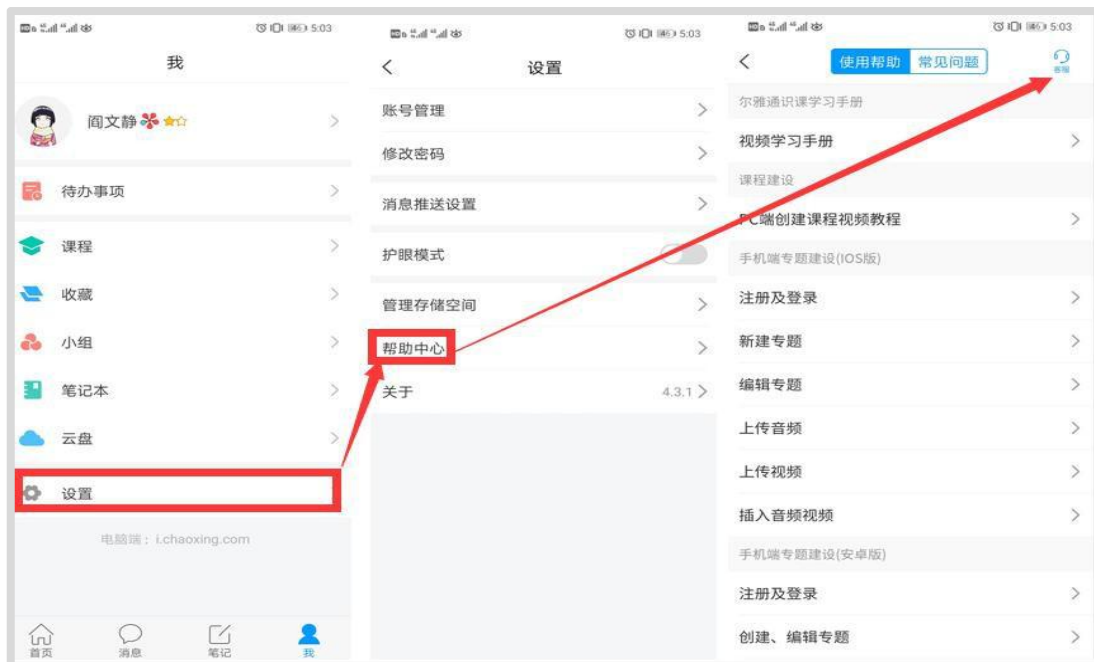 5:03
我
阎文静
待办事项
课程
收藏
小组
笔记本
云盘
设置
电脑端：i.chaoxing.com
首页
消息
笔记
我
5:03
设置
账号管理
修改密码
消息推送设置
护眼模式
管理存储空间
帮助中心
关于 4.3.1
5:03
使用帮助 常见问题
客服
尔雅通识课学习手册
视频学习手册
课程建设
PC端创建课程视频教程
手机端专题建设(IOS版)
注册及登录
新建专题
编辑专题
上传音频
上传视频
插入音频视频
手机端专题建设(安卓版)
注册及登录
创建、编辑专题